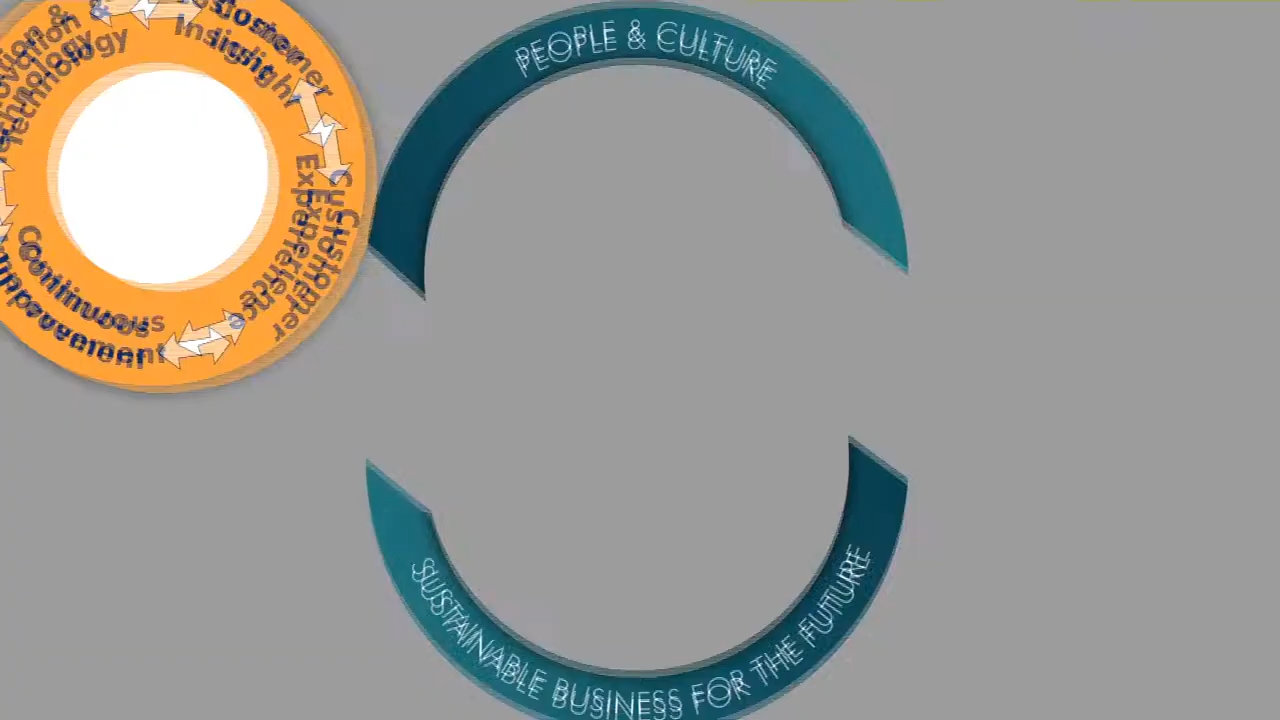 Innovation &
Technology
Customer
Insight
Customer
Experience
Continuous
Improvement
PEOPLE & CULTURE
SUSTAINABLE BUSINESS FOR THE FUTURE